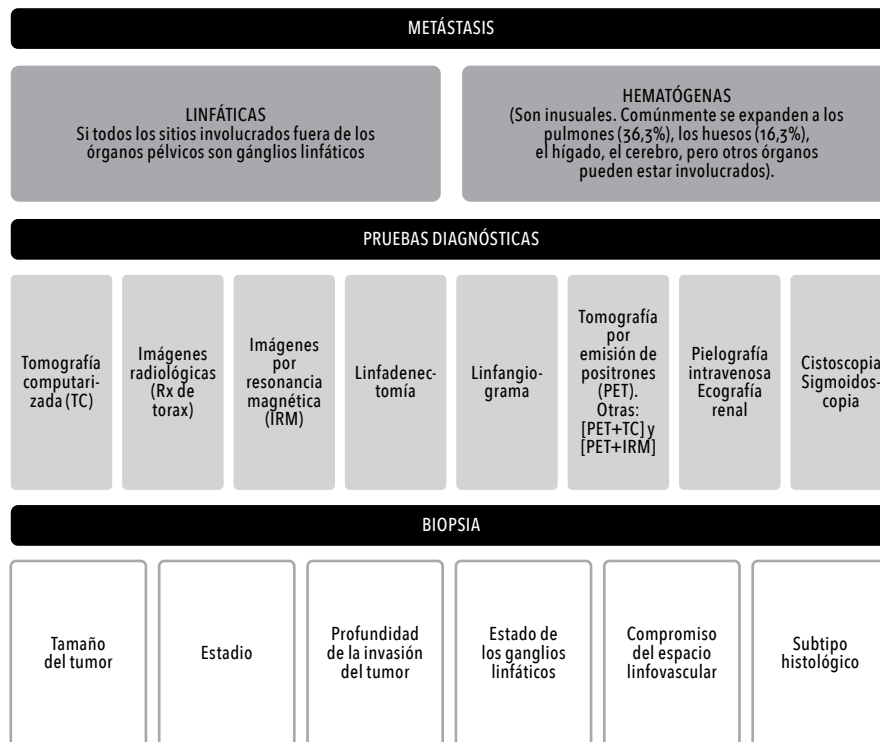 METÁSTASIS
LINFÁTICAS
Si todos los sitios involucrados fuera de los
órganos pélvicos son gánglios linfáticos
HEMATÓGENAS
(Son inusuales. Comúnmente se expanden a los
pulmones (36,3%), los huesos (16,3%),
el hígado, el cerebro, pero otros órganos
pueden estar involucrados).
PRUEBAS DIAGNÓSTICAS
Tomografía
computari-
zada (TC)
Imágenes
radiológicas
(Rx de
torax)
Imágenes
por
resonancia
magnética
(IRM)
Linfadenec-
tomía
Linfangio-
grama
Tomografía
por
emisión de
positrones
(PET).
Otras:
[PET+TC] y
[PET+IRM]
Pielografía
intravenosa
Ecografía
renal
Cistoscopia
Sigmoidos-
copia
BIOPSIA
Tamaño
del tumor
Estadio
Profundidad
de la invasión
del tumor
Estado de
los ganglios
linfáticos
Compromiso
del espacio
linfovascular
Subtipo
histológico